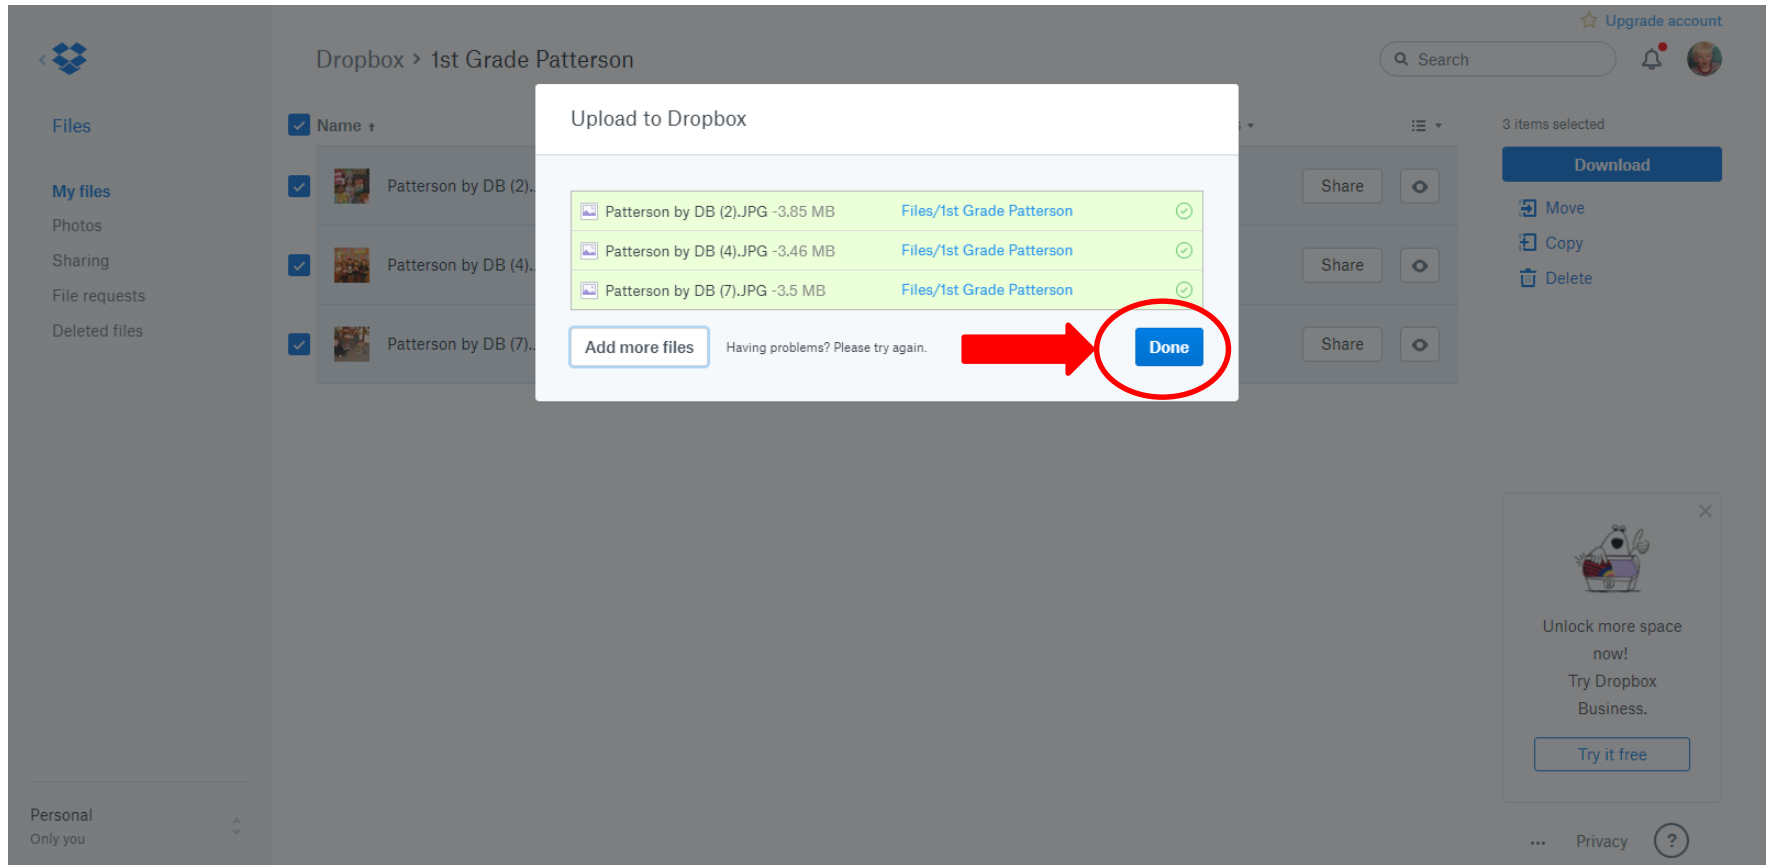 Upgrade account
Dropbox > 1st Grade Patterson
Search
Files
My files
Photos
Sharing
File requests
Deleted files
Name
3 items selected
Patterson by DB (2)..
Share
Patterson by DB (4)..
Share
Patterson by DB (7)..
Share
Upload to Dropbox
Patterson by DB (2).JPG -3.85 MB Files/1st Grade Patterson
Patterson by DB (4).JPG -3.46 MB Files/1st Grade Patterson
Patterson by DB (7).JPG -3.5 MB Files/1st Grade Patterson
Add more files Having problems? Please try again. Done
Download
Move
Copy
Delete
Unlock more space
now!
Try Dropbox
Business.
Try it free
Personal
Only you
... Privacy ?